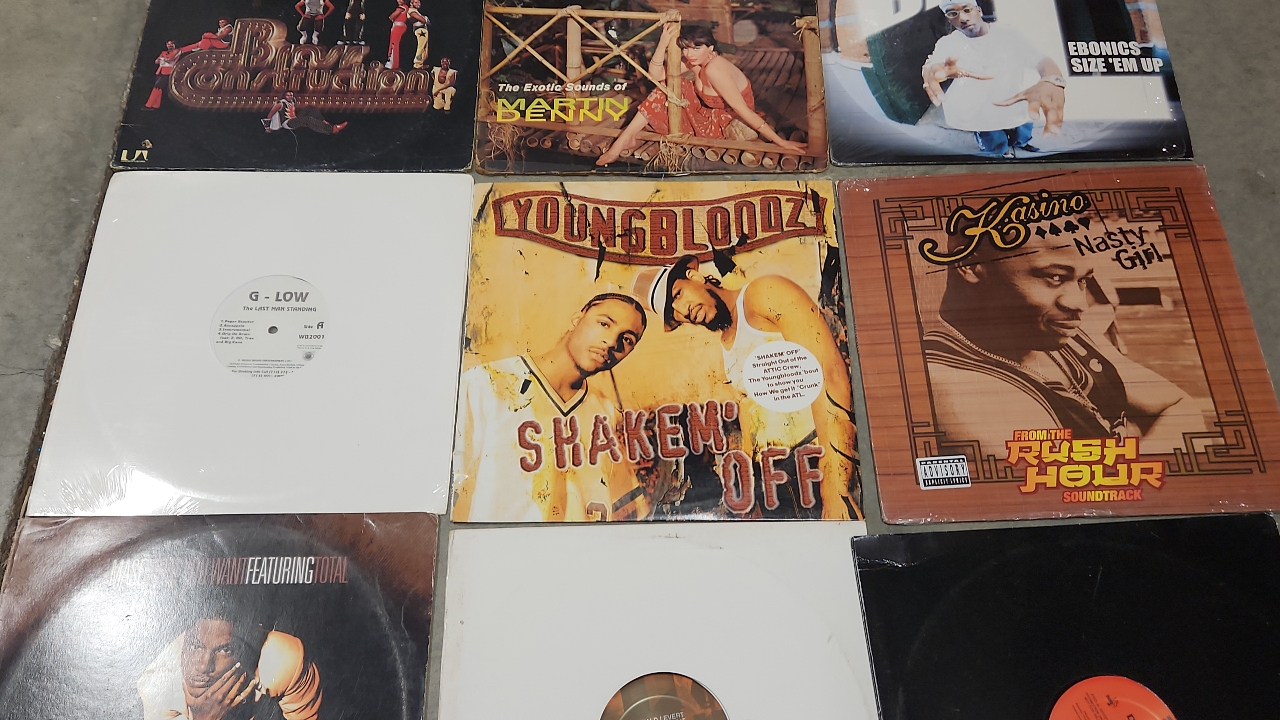 Brass
Construction
UA
The Exotic Sounds of
MARTIN
DENNY
EBONICS
SIZE 'EM UP
G - LOW
The LAST MAN STANDING
Side A
WB2001
YOUNGBLOODZ
"SHAKEM' OFF"
Straight Out of the
ATTIC Crew,
The Youngbloodz 'bout
to show you
How We get it "Crunk"
in the ATL.
SHAKEM'
OFF
Kasino
Nasty
Girl
PARENTAL
ADVISORY
EXPLICIT LYRICS
FROM THE
RUSH
HOUR
SOUNDTRACK
WANT FEATURING TOTAL
LEVERT